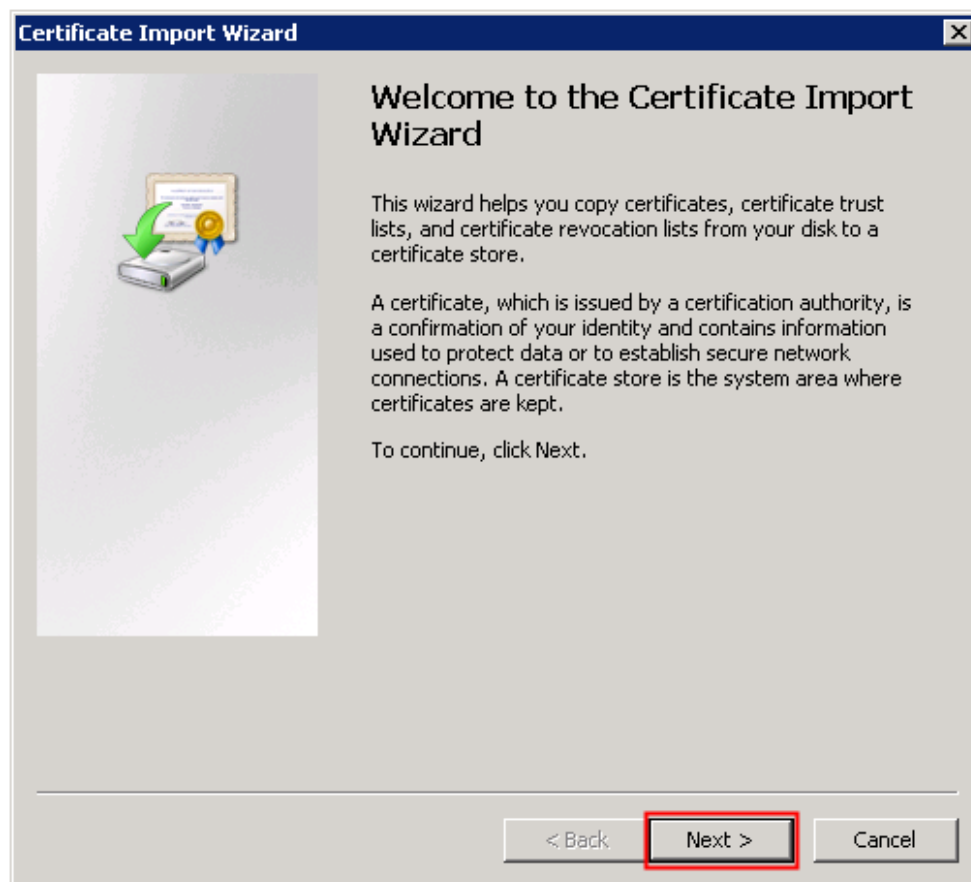 Certificate Import Wizard
Welcome to the Certificate Import
Wizard
This wizard helps you copy certificates, certificate trust
lists, and certificate revocation lists from your disk to a
certificate store.
A certificate, which is issued by a certification authority, is
a confirmation of your identity and contains information
used to protect data or to establish secure network
connections. A certificate store is the system area where
certificates are kept.
To continue, click Next.
< Back
Next >
Cancel